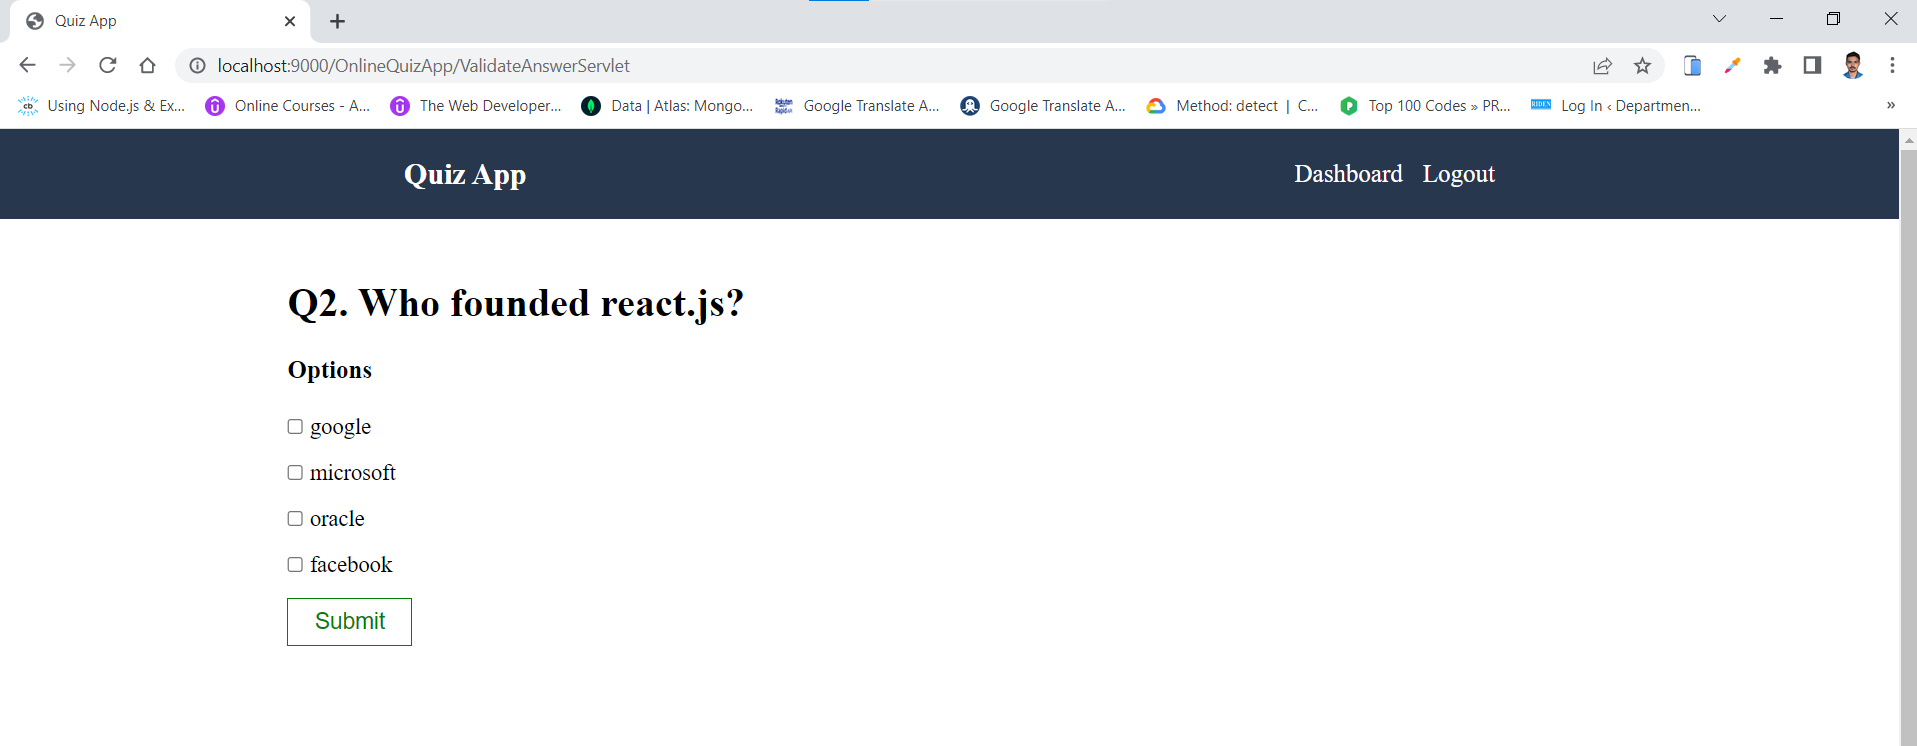 Quiz App
localhost:9000/OnlineQuizApp/ValidateAnswerServlet
cb Using Node.js & Ex... Online Courses - A... The Web Developer... Data | Atlas: Mongo... Google Translate A... Google Translate A... Method: detect | C... Top 100 Codes » PR... RIDEN Log In ‹ Departmen... »
Quiz App Dashboard Logout
Q2. Who founded react.js?
Options
google
microsoft
oracle
facebook
Submit